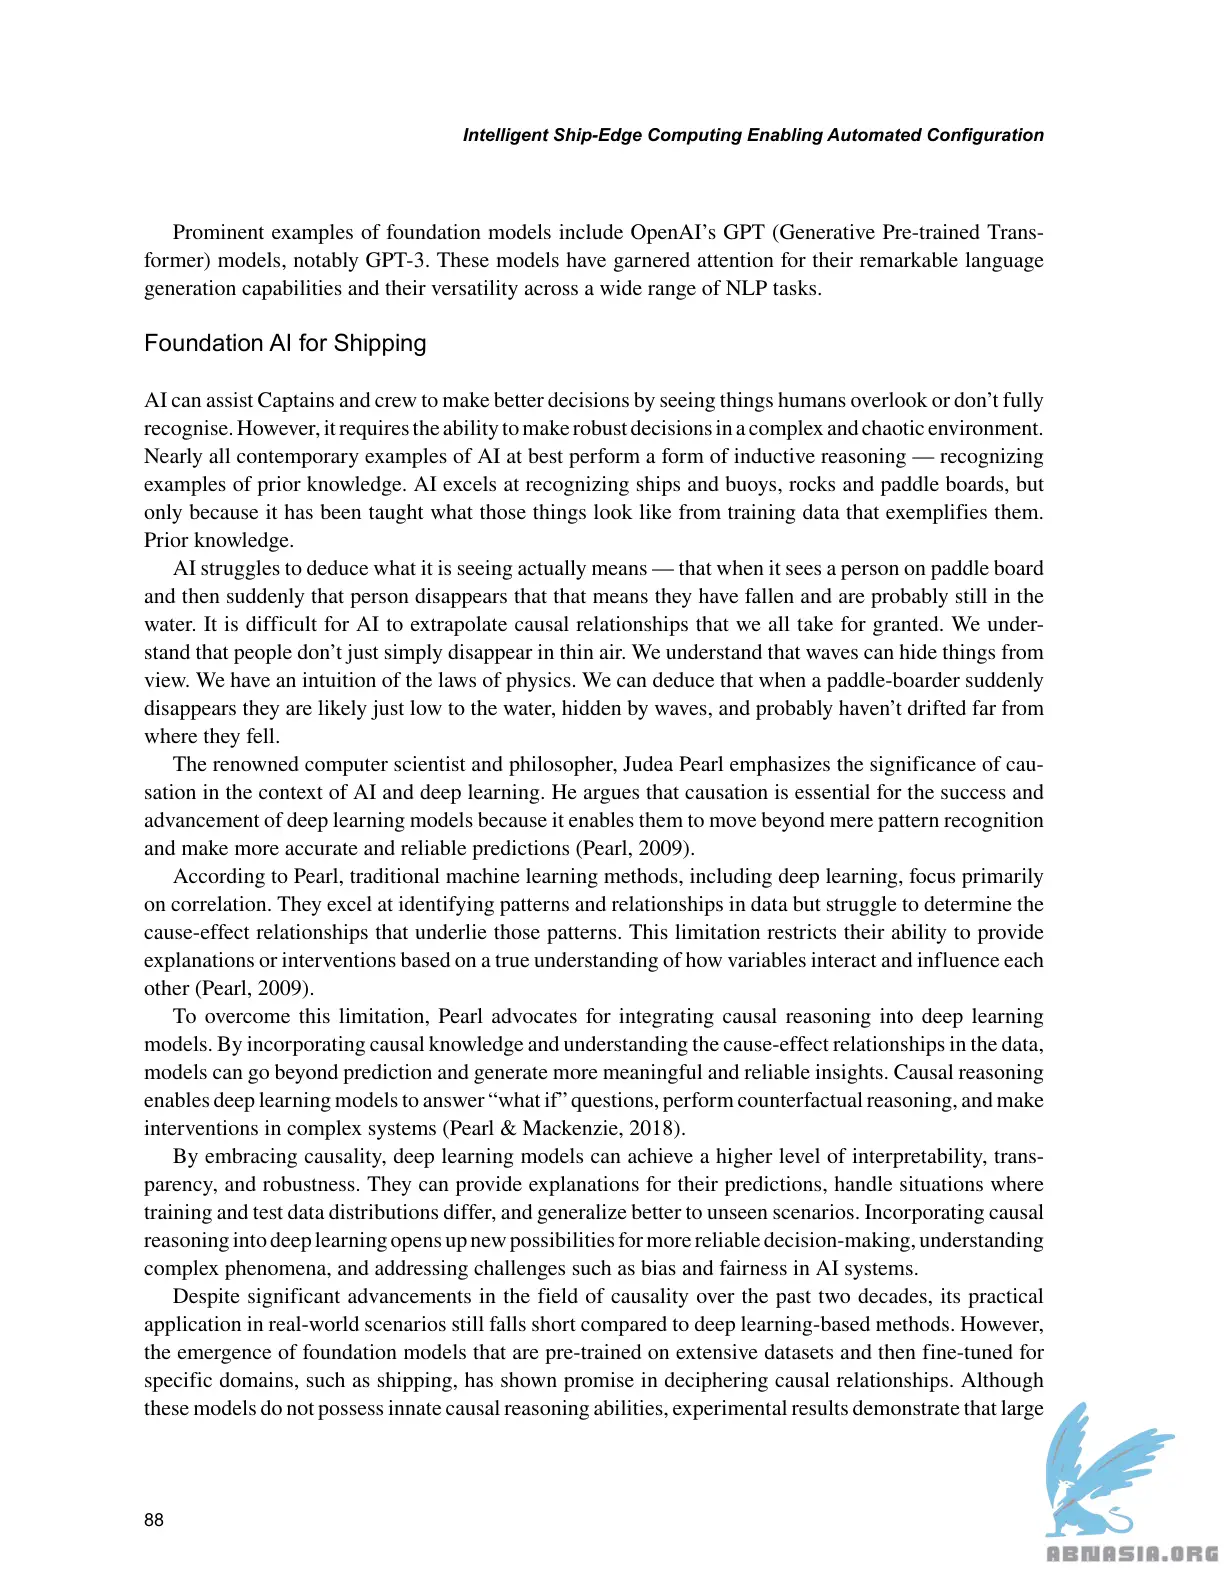 Intelligent Ship-Edge Computing Enabling Automated Configuration
Prominent examples of foundation models include OpenAI's GPT (Generative Pre-trained Trans-
former) models, notably GPT-3. These models have garnered attention for their remarkable language
generation capabilities and their versatility across a wide range of NLP tasks.
Foundation AI for Shipping
AI can assist Captains and crew to make better decisions by seeing things humans overlook or don't fully
recognise. However, it requires the ability to make robust decisions in a complex and chaotic environment.
Nearly all contemporary examples of AI at best perform a form of inductive reasoning — recognizing
examples of prior knowledge. AI excels at recognizing ships and buoys, rocks and paddle boards, but
only because it has been taught what those things look like from training data that exemplifies them.
Prior knowledge.
AI struggles to deduce what it is seeing actually means — that when it sees a person on paddle board
and then suddenly that person disappears that that means they have fallen and are probably still in the
water. It is difficult for AI to extrapolate causal relationships that we all take for granted. We under-
stand that people don't just simply disappear in thin air. We understand that waves can hide things from
view. We have an intuition of the laws of physics. We can deduce that when a paddle-boarder suddenly
disappears they are likely just low to the water, hidden by waves, and probably haven't drifted far from
where they fell.
The renowned computer scientist and philosopher, Judea Pearl emphasizes the significance of cau-
sation in the context of AI and deep learning. He argues that causation is essential for the success and
advancement of deep learning models because it enables them to move beyond mere pattern recognition
and make more accurate and reliable predictions (Pearl, 2009).
According to Pearl, traditional machine learning methods, including deep learning, focus primarily
on correlation. They excel at identifying patterns and relationships in data but struggle to determine the
cause-effect relationships that underlie those patterns. This limitation restricts their ability to provide
explanations or interventions based on a true understanding of how variables interact and influence each
other (Pearl, 2009).
To overcome this limitation, Pearl advocates for integrating causal reasoning into deep learning
models. By incorporating causal knowledge and understanding the cause-effect relationships in the data,
models can go beyond prediction and generate more meaningful and reliable insights. Causal reasoning
enables deep learning models to answer “what if” questions, perform counterfactual reasoning, and make
interventions in complex systems (Pearl & Mackenzie, 2018).
By embracing causality, deep learning models can achieve a higher level of interpretability, trans-
parency, and robustness. They can provide explanations for their predictions, handle situations where
training and test data distributions differ, and generalize better to unseen scenarios. Incorporating causal
reasoning into deep learning opens up new possibilities for more reliable decision-making, understanding
complex phenomena, and addressing challenges such as bias and fairness in AI systems.
Despite significant advancements in the field of causality over the past two decades, its practical
application in real-world scenarios still falls short compared to deep learning-based methods. However,
the emergence of foundation models that are pre-trained on extensive datasets and then fine-tuned for
specific domains, such as shipping, has shown promise in deciphering causal relationships. Although
these models do not possess innate causal reasoning abilities, experimental results demonstrate that large
88
ABNASIA.ORG